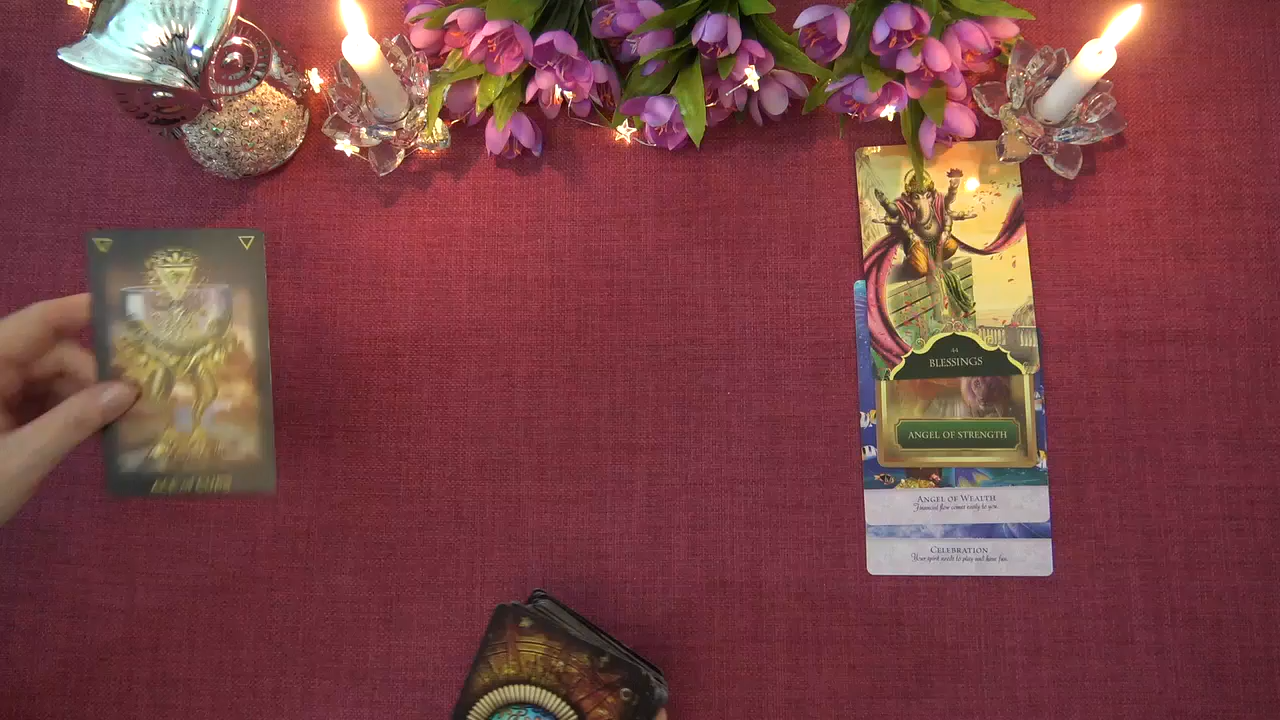 44
BLESSINGS
ANGEL OF STRENGTH
ANGEL OF WEALTH
Financial flow comes easily to you.
CELEBRATION
Your spirit needs to play and have fun.